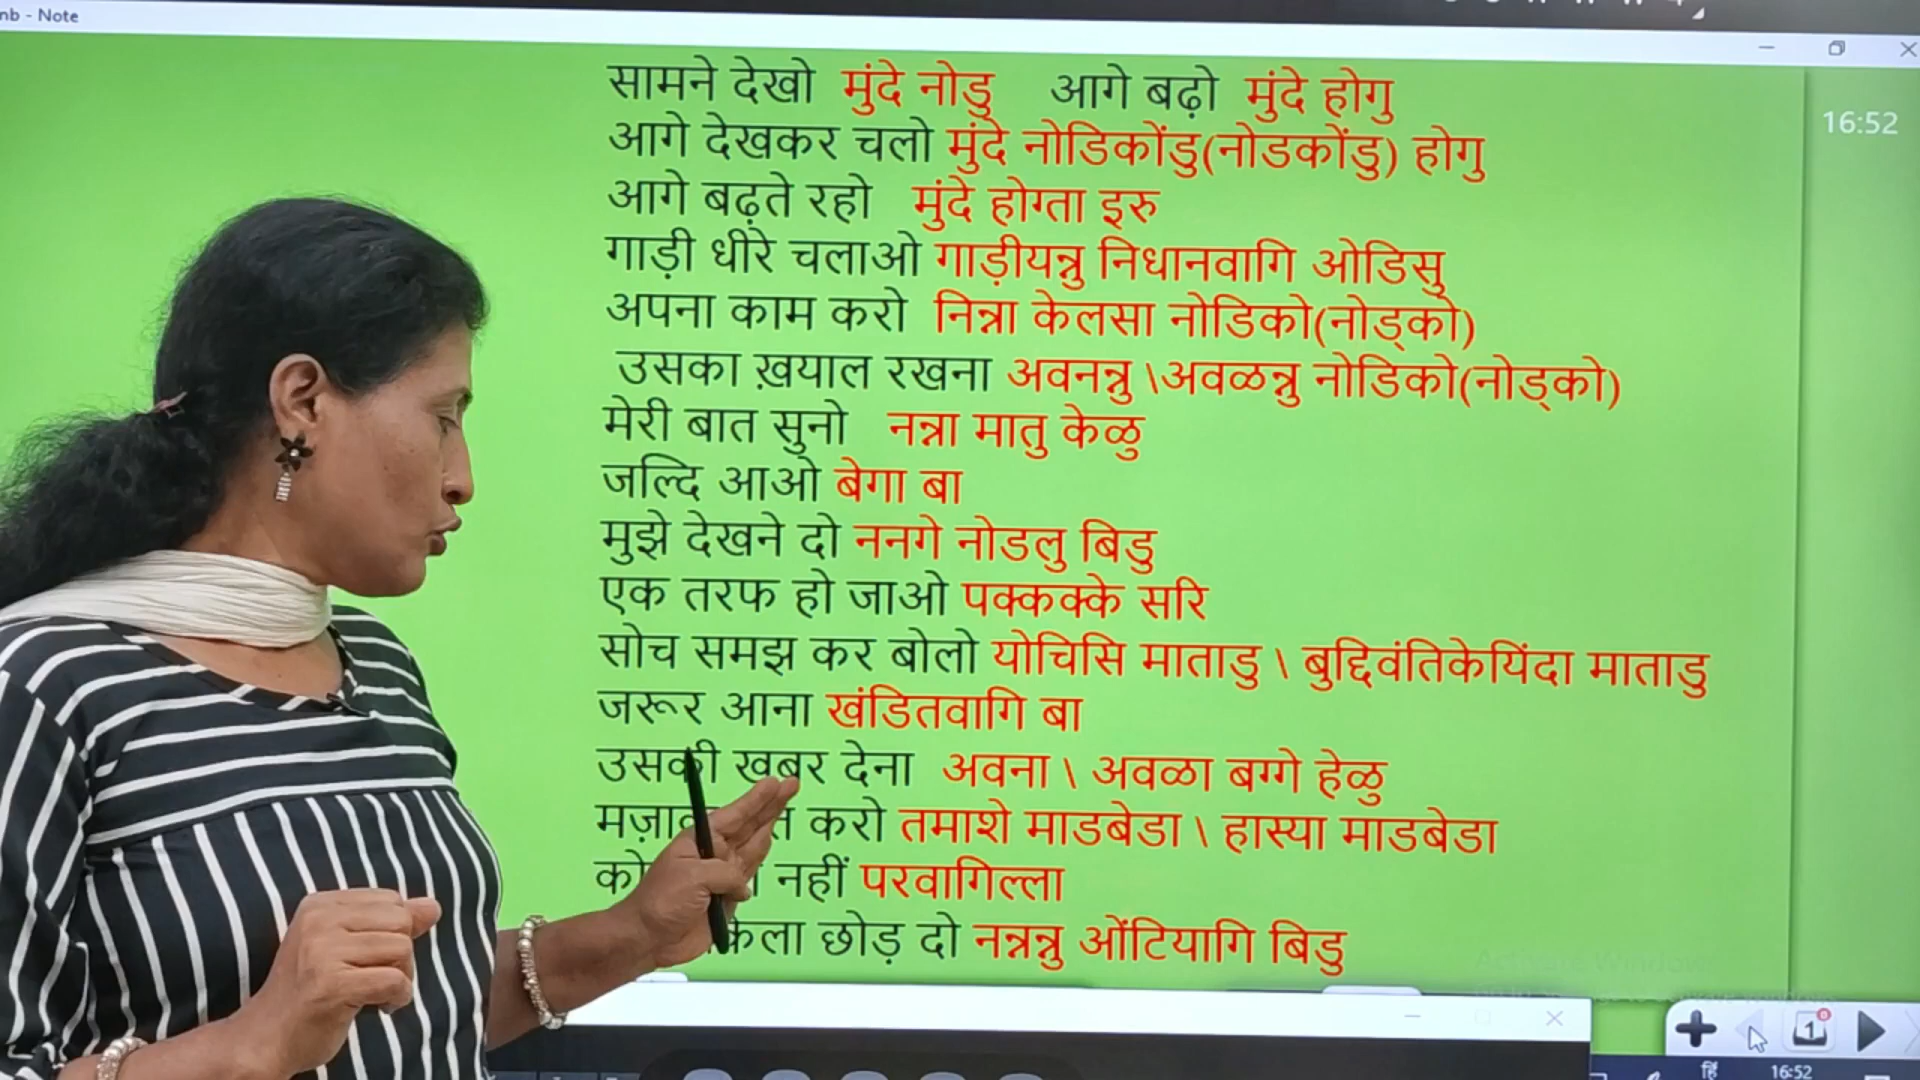 nb - Note
सामने देखो मुंदे नोडु आगे बढ़ो मुंदे होगु
16:52
आगे देखकर चलो मुंदे नोडिकोंडु(नोडकोंडु) होगु
आगे बढ़ते रहो मुंदे होग्ता इरु
गाड़ी धीरे चलाओ गाड़ीयन्नु निधानवागि ओडिसु
अपना काम करो निन्ना केलसा नोडिको(नोड्को)
उसका ख़याल रखना अवनन्नु \अवळन्नु नोडिको(नोड्को)
मेरी बात सुनो नन्ना मातु केळु
जल्दि आओ बेगा बा
मुझे देखने दो ननगे नोडलु बिडु
एक तरफ हो जाओ पक्कक्के सरि
सोच समझ कर बोलो योचिसि माताडु \ बुद्दिवंतिकेयिंदा माताडु
जरूर आना खंडितवागि बा
उसकी खबर देना अवना \ अवळा बग्गे हेळु
करो तमाशे माडबेडा \ हास्या माडबेडा
नहीं परवागिल्ला
छोड़ दो नन्नन्नु ओंटियागि बिडु
1
हिं 16:52